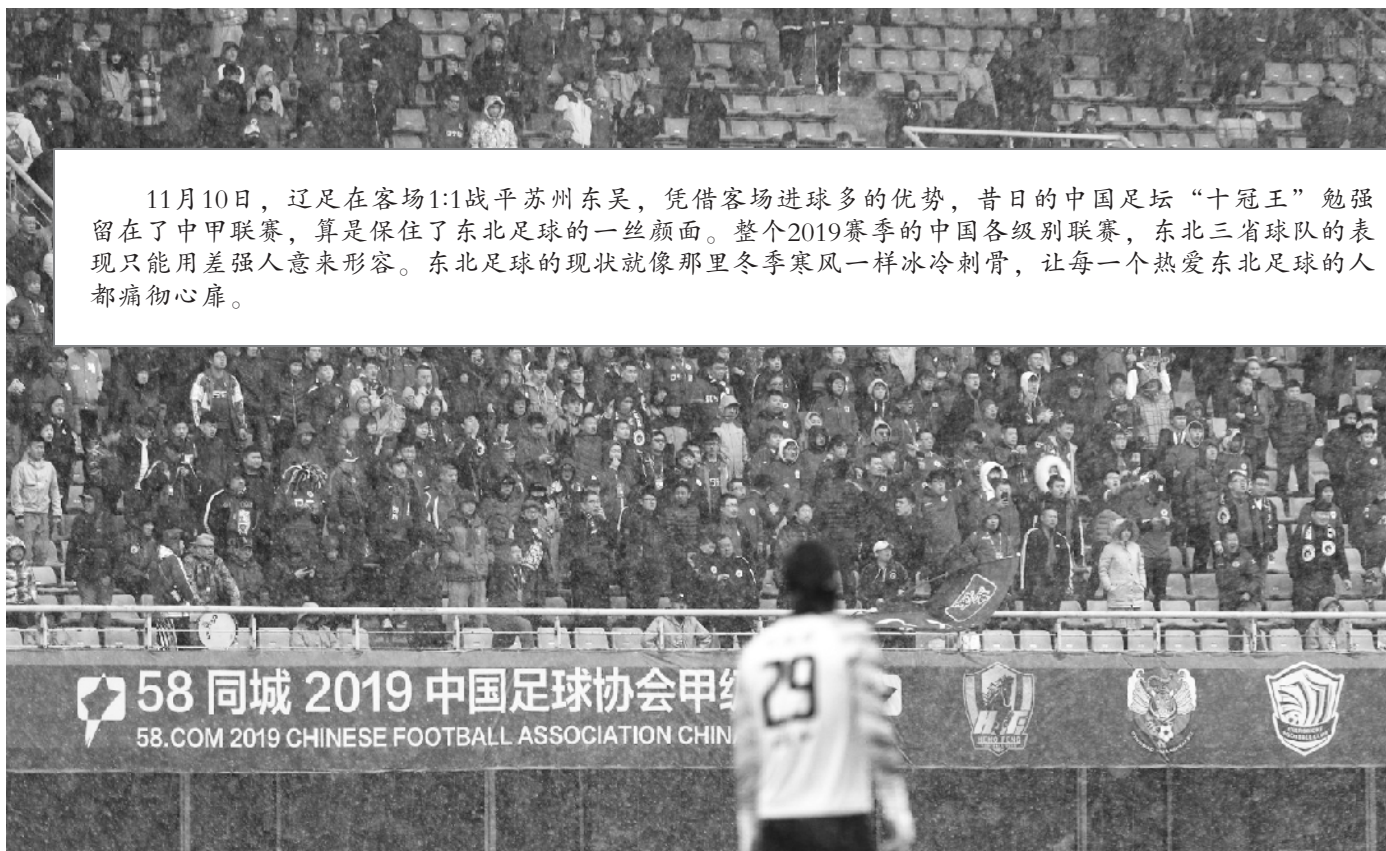 11月10日，辽足在客场1:1战平苏州东吴，凭借客场进球多的优势，昔日的中国足坛“十冠王”勉强
留在了中甲联赛，算是保住了东北足球的一丝颜面。整个2019赛季的中国各级别联赛，东北三省球队的表
现只能用差强人意来形容。东北足球的现状就像那里冬季寒风一样冰冷刺骨，让每一个热爱东北足球的人
都痛彻心扉。
58 同城 2019 中国足球协会甲级
58.COM 2019 CHINESE FOOTBALL ASSOCIATION CHIN
29
HENG FENG